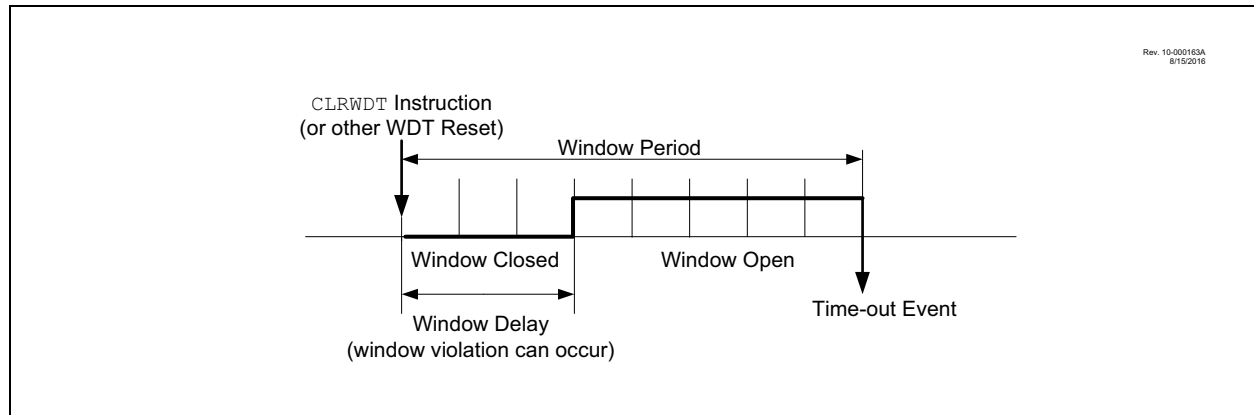 Rev. 10-000163A
8/15/2016
CLRWDT Instruction
(or other WDT Reset)
Window Period
Window Closed
Window Open
Window Delay
(window violation can occur)
Time-out Event